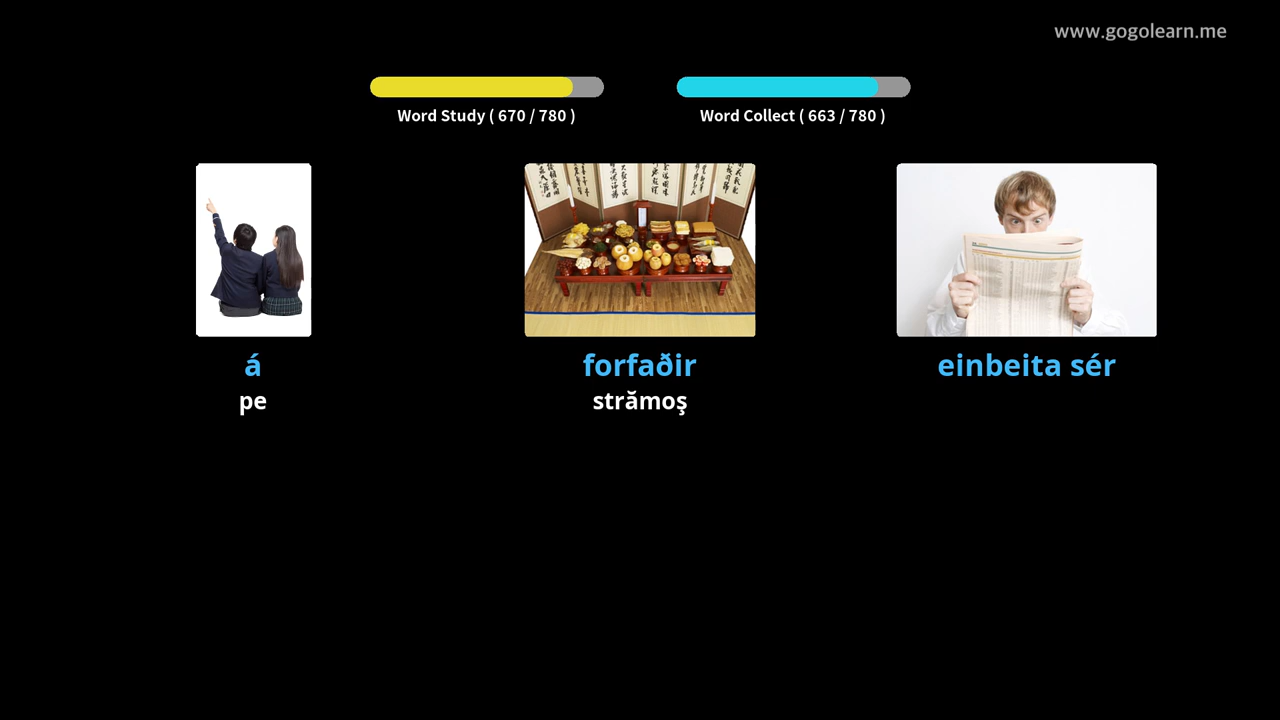 www.gogolearn.me
Word Study ( 670 / 780 )
Word Collect ( 663 / 780 )
á
forfaðir
einbeita sér
pe
strămoş